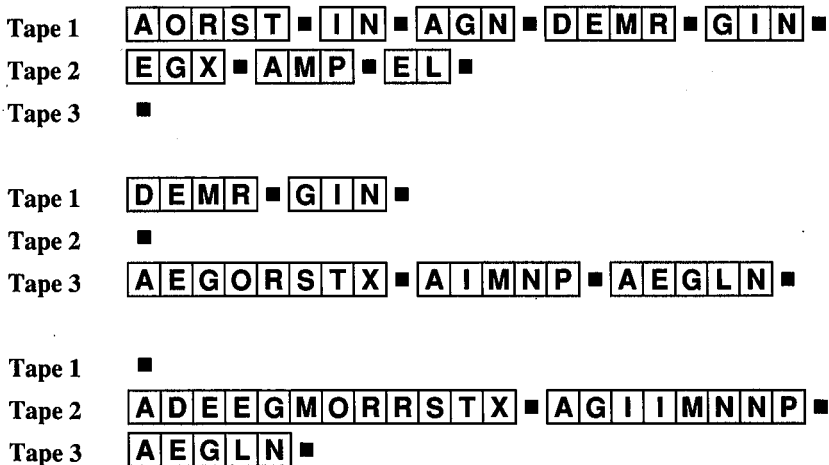 Tape 1 AORST ■ IN ■ AGN ■ DEMR ■ GIN ■
Tape 2 EGX ■ AMP ■ EL ■
Tape 3 ■
Tape 1 DEMR ■ GIN ■
Tape 2 ■
Tape 3 AEGORSTX ■ AIMNP ■ AEGLN ■
Tape 1 ■
Tape 2 ADEEGMORRSTX ■ AGIIMNNP ■
Tape 3 AEGLN ■